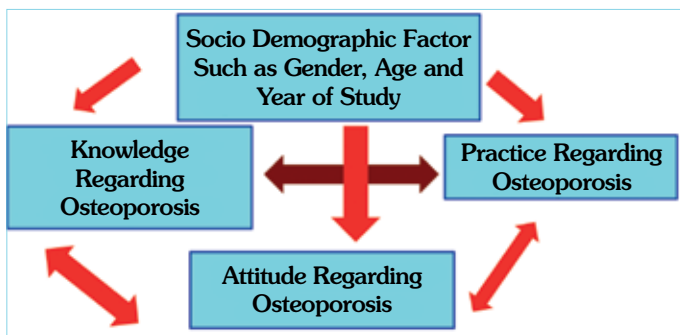 Socio Demographic Factor
Such as Gender, Age and
Year of Study
Knowledge
Regarding
Osteoporosis
Practice Regarding
Osteoporosis
Attitude Regarding
Osteoporosis